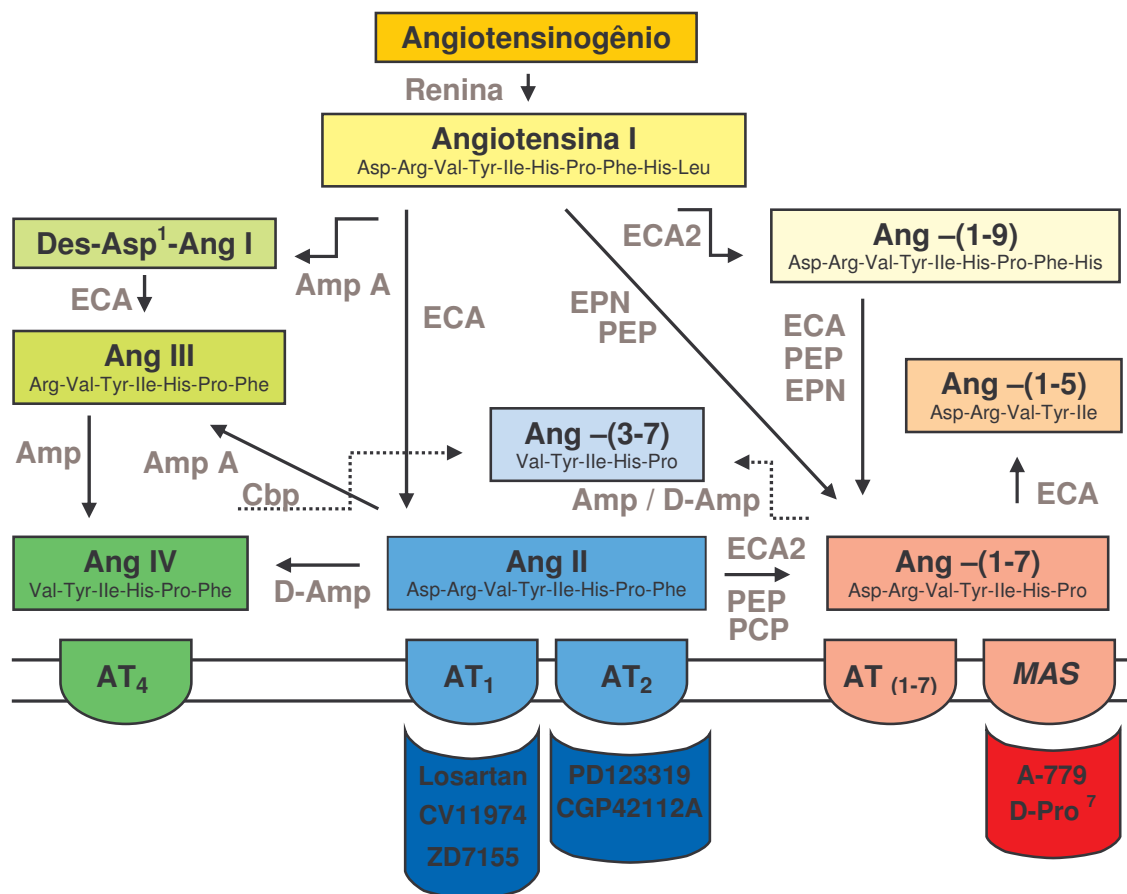 Angiotensinogênio
Renina
Angiotensina I
Asp-Arg-Val-Tyr-Ile-His-Pro-Phe-His-Leu
Des-Asp¹-Ang I
Amp A
ECA
ECA
EPN
PEP
ECA2
Ang –(1-9)
Asp-Arg-Val-Tyr-Ile-His-Pro-Phe-His
Ang III
Arg-Val-Tyr-Ile-His-Pro-Phe
ECA
PEP
EPN
Ang –(1-5)
Asp-Arg-Val-Tyr-Ile
Amp
Amp A
Cbp
Ang –(3-7)
Val-Tyr-Ile-His-Pro
Amp / D-Amp
ECA
Ang IV
Val-Tyr-Ile-His-Pro-Phe
D-Amp
Ang II
Asp-Arg-Val-Tyr-Ile-His-Pro-Phe
ECA2
PEP
PCP
Ang –(1-7)
Asp-Arg-Val-Tyr-Ile-His-Pro
AT₄
AT₁
AT₂
AT (1-7)
MAS
Losartan
CV11974
ZD7155
PD123319
CGP42112A
A-779
D-Pro ⁷